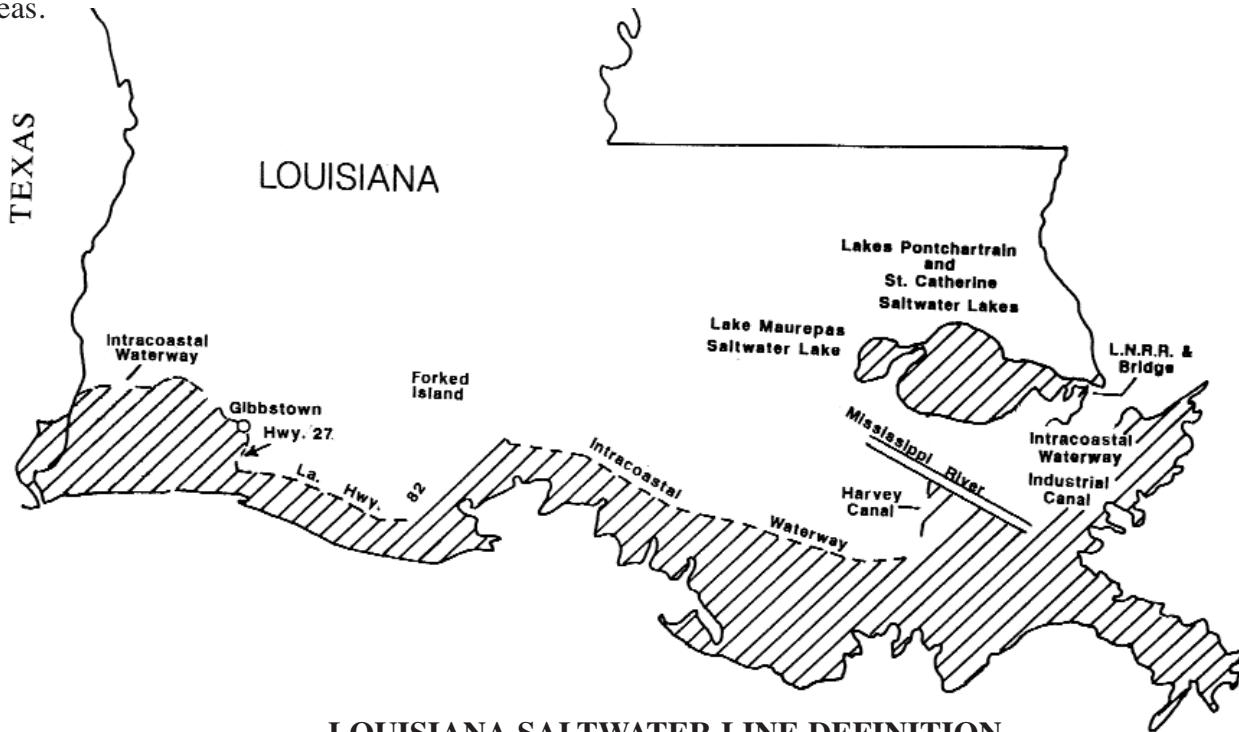 eas.
TEXAS
LOUISIANA
Lakes Pontchartrain
and
St. Catherine
Saltwater Lakes
Lake Maurepas
Saltwater Lake
L.N.R.R. &
Bridge
Intracoastal
Waterway
Forked
Island
Gibbstown
Hwy. 27
La. Hwy. 82
Intracoastal
Waterway
Mississippi River
Harvey
Canal
Intracoastal
Waterway
Industrial
Canal
LOUISIANA SALTWATER LINE DEFINITION